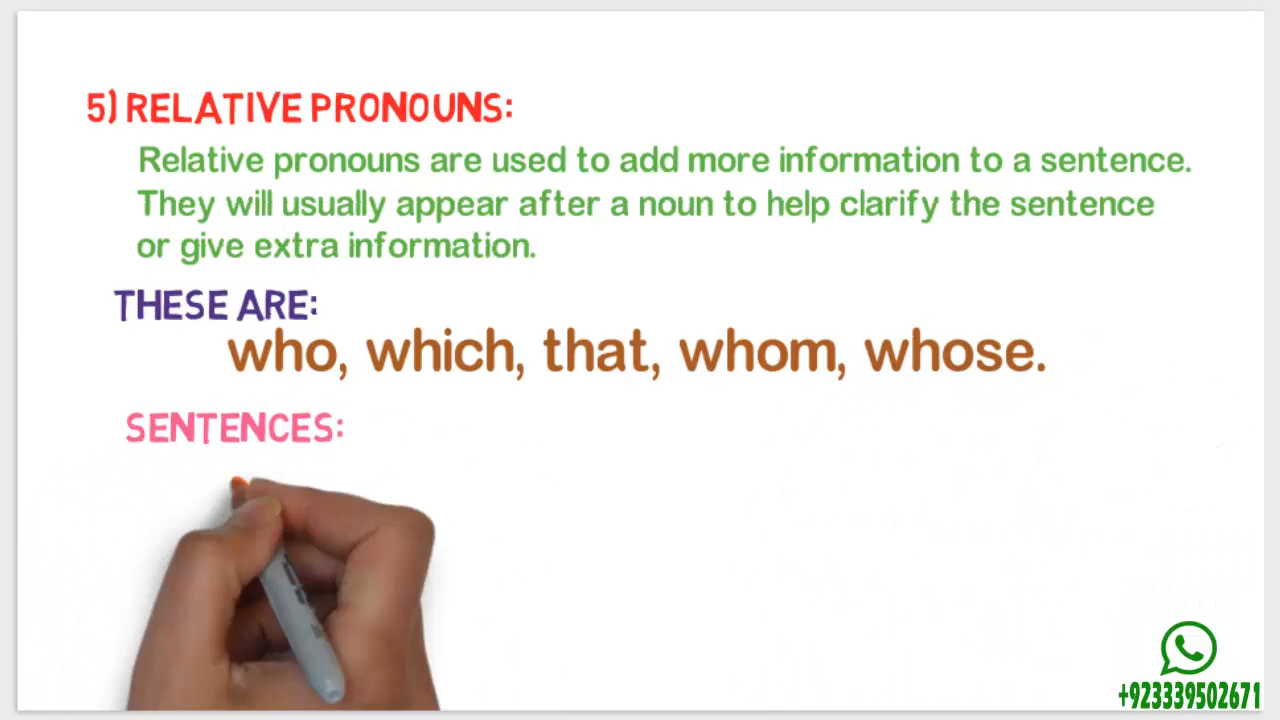 5) RELATIVE PRONOUNS:
Relative pronouns are used to add more information to a sentence.
They will usually appear after a noun to help clarify the sentence
or give extra information.
THESE ARE:
who, which, that, whom, whose.
SENTENCES:
+923339502671